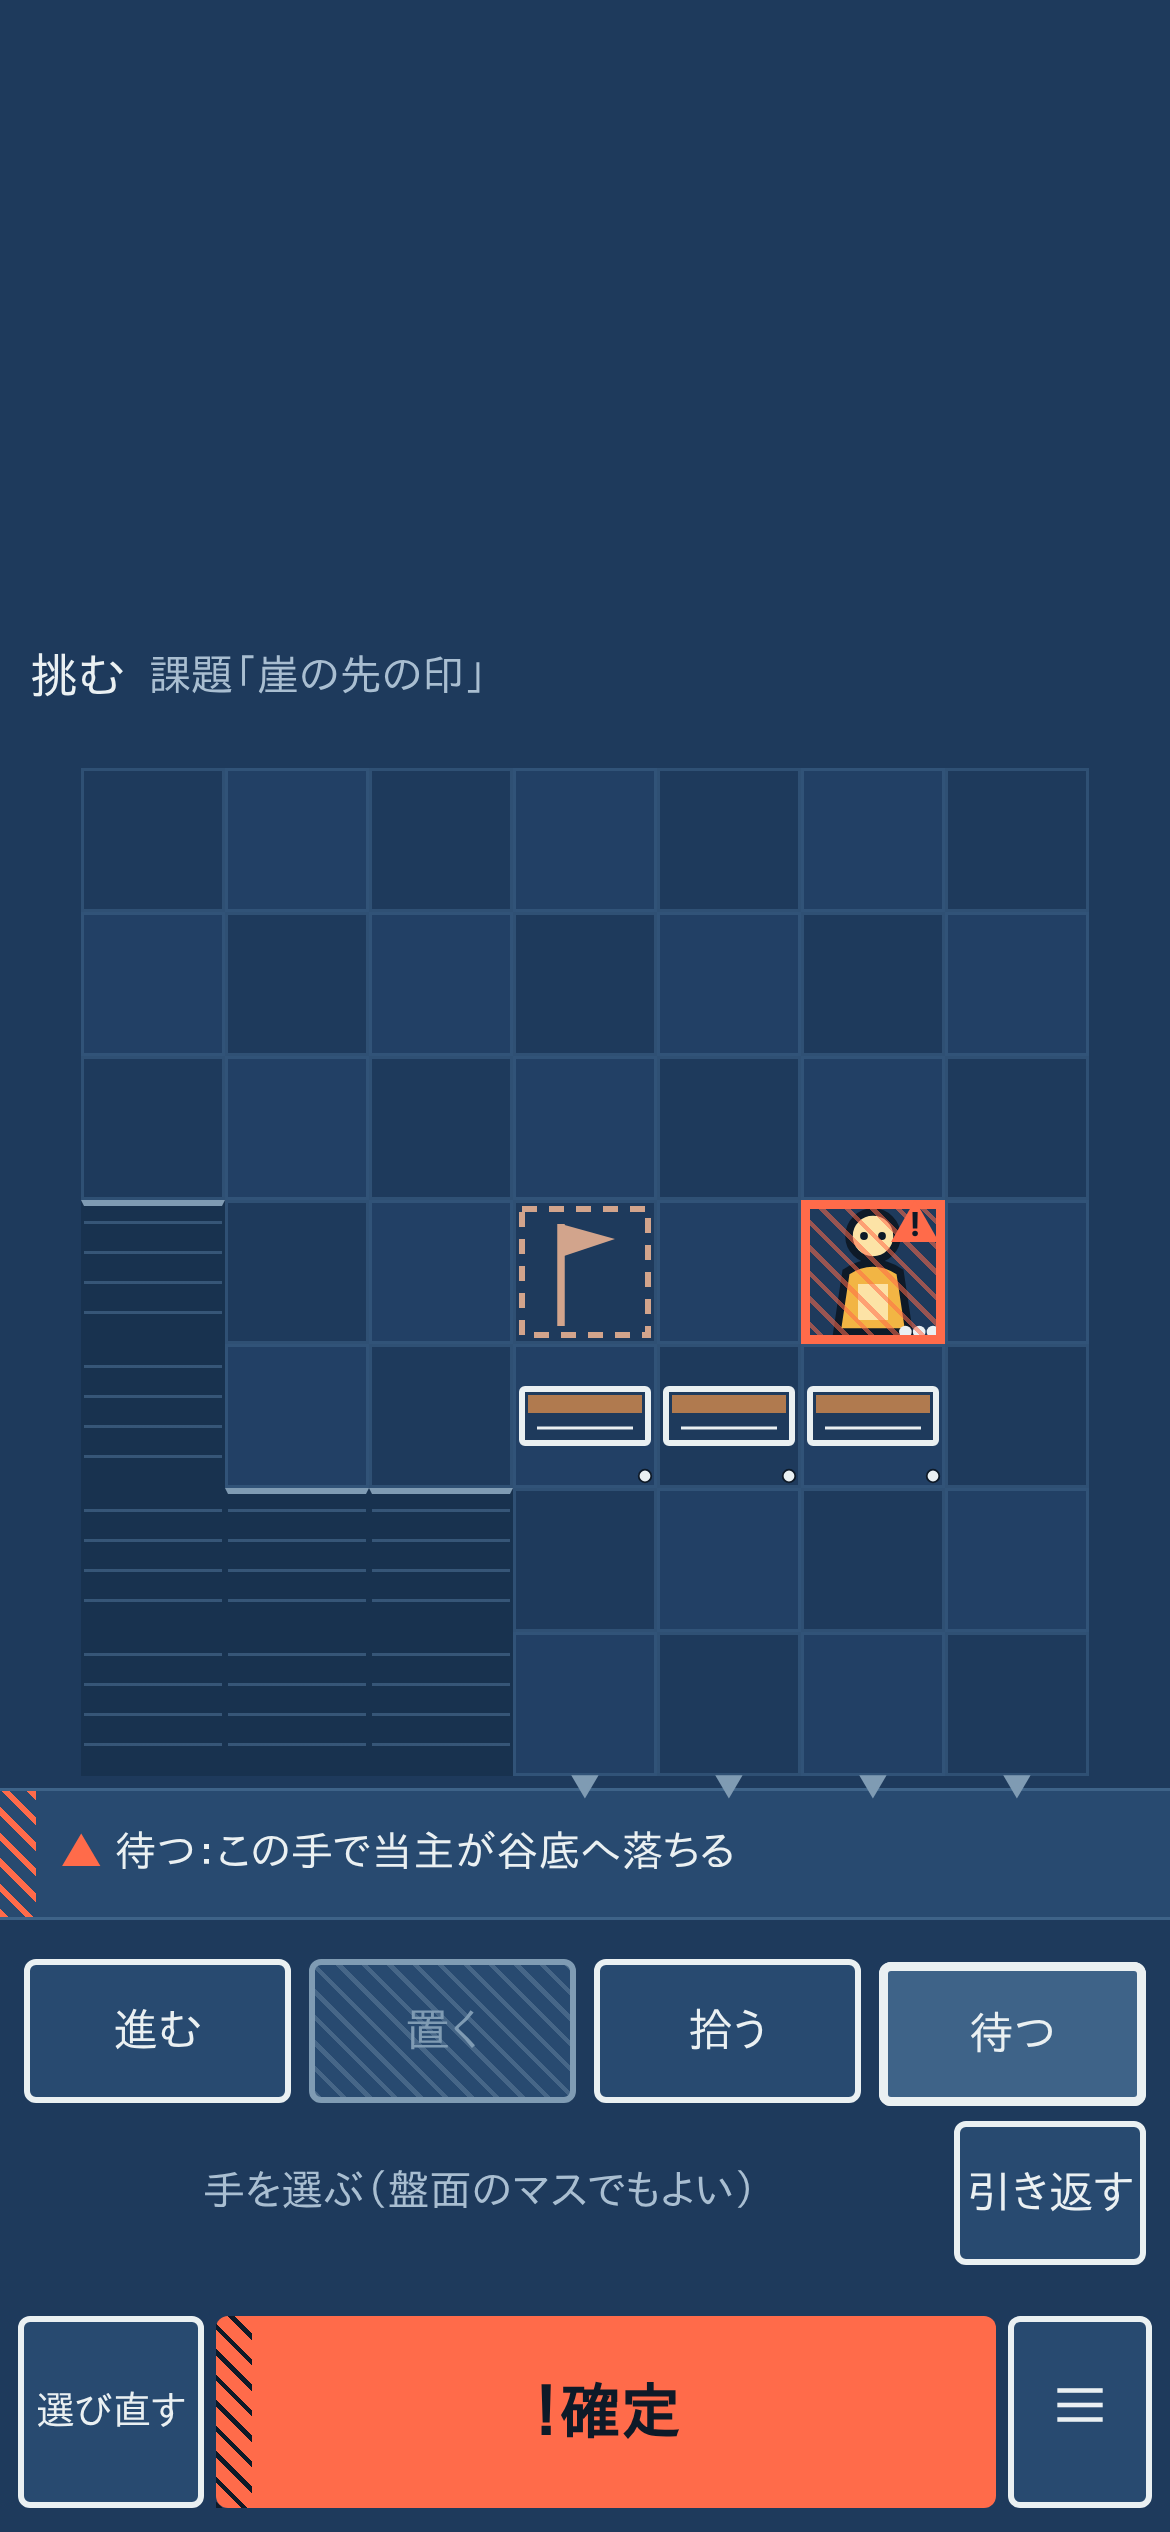 挑む 課題「崖の先の印」
!
待つ:この手で当主が谷底へ落ちる
進む 置く 拾う 待つ
手を選ぶ(盤面のマスでもよい) 引き返す
選び直す !確定